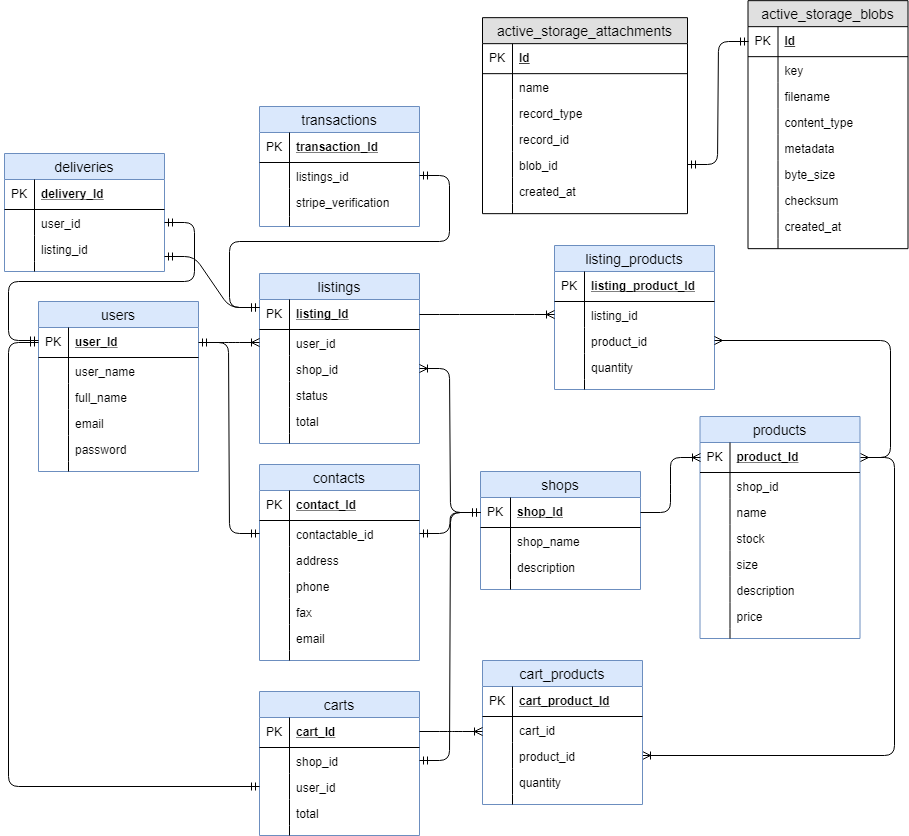 active_storage_attachments
PK Id
name
record_type
record_id
blob_id
created_at
active_storage_blobs
PK Id
key
filename
content_type
metadata
byte_size
checksum
created_at
transactions
PK transaction_Id
listings_id
stripe_verification
deliveries
PK delivery_Id
user_id
listing_id
listing_products
PK listing_product_Id
listing_id
product_id
quantity
listings
PK listing_Id
user_id
shop_id
status
total
users
PK user_Id
user_name
full_name
email
password
products
PK product_Id
shop_id
name
stock
size
description
price
contacts
PK contact_Id
contactable_id
address
phone
fax
email
shops
PK shop_Id
shop_name
description
cart_products
PK cart_product_Id
cart_id
product_id
quantity
carts
PK cart_Id
shop_id
user_id
total